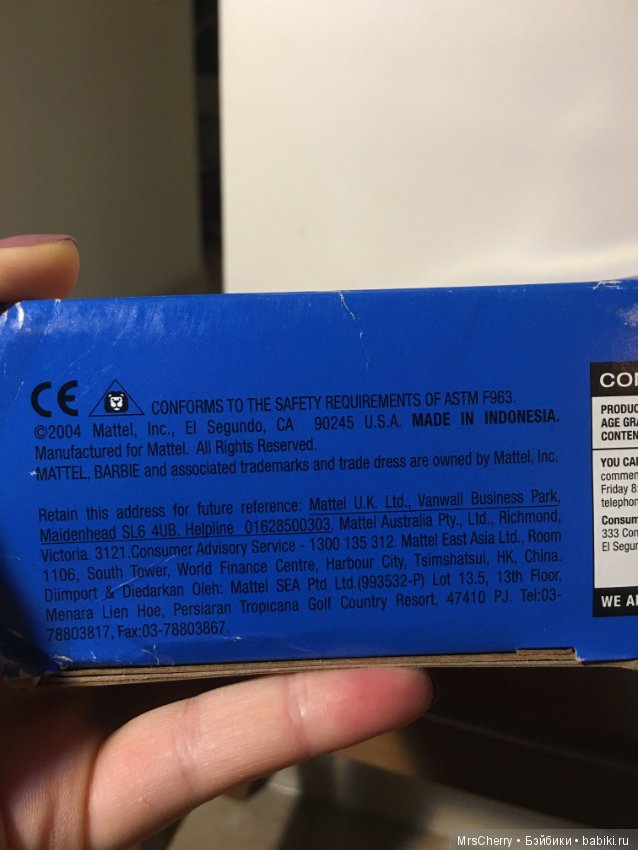 CE CONFORMS TO THE SAFETY REQUIREMENTS OF ASTM F963.
©2004 Mattel, Inc., El Segundo, CA 90245 U.S.A. MADE IN INDONESIA.
Manufactured for Mattel. All Rights Reserved.
MATTEL, BARBIE and associated trademarks and trade dress are owned by Mattel, Inc.
Retain this address for future reference: Mattel U.K. Ltd., Vanwall Business Park,
Maidenhead SL6 4UB. Helpline 01628500303. Mattel Australia Pty., Ltd., Richmond,
Victoria. 3121.Consumer Advisory Service - 1300 135 312. Mattel East Asia Ltd., Room
1106, South Tower, World Finance Centre, Harbour City, Tsimshatsui, HK, China.
Diimport & Diedarkan Oleh: Mattel SEA Ptd Ltd.(993532-P) Lot 13.5, 13th Floor,
Menara Lien Hoe, Persiaran Tropicana Golf Country Resort, 47410 PJ. Tel:03-
78803817, Fax:03-78803867.
PRODUC
AGE GRA
CONTEN
YOU CA
commen
Friday 8:
telephon
Consum
333 Con
El Segun
WE A
MrsCherry • Бэйбики • babiki.ru